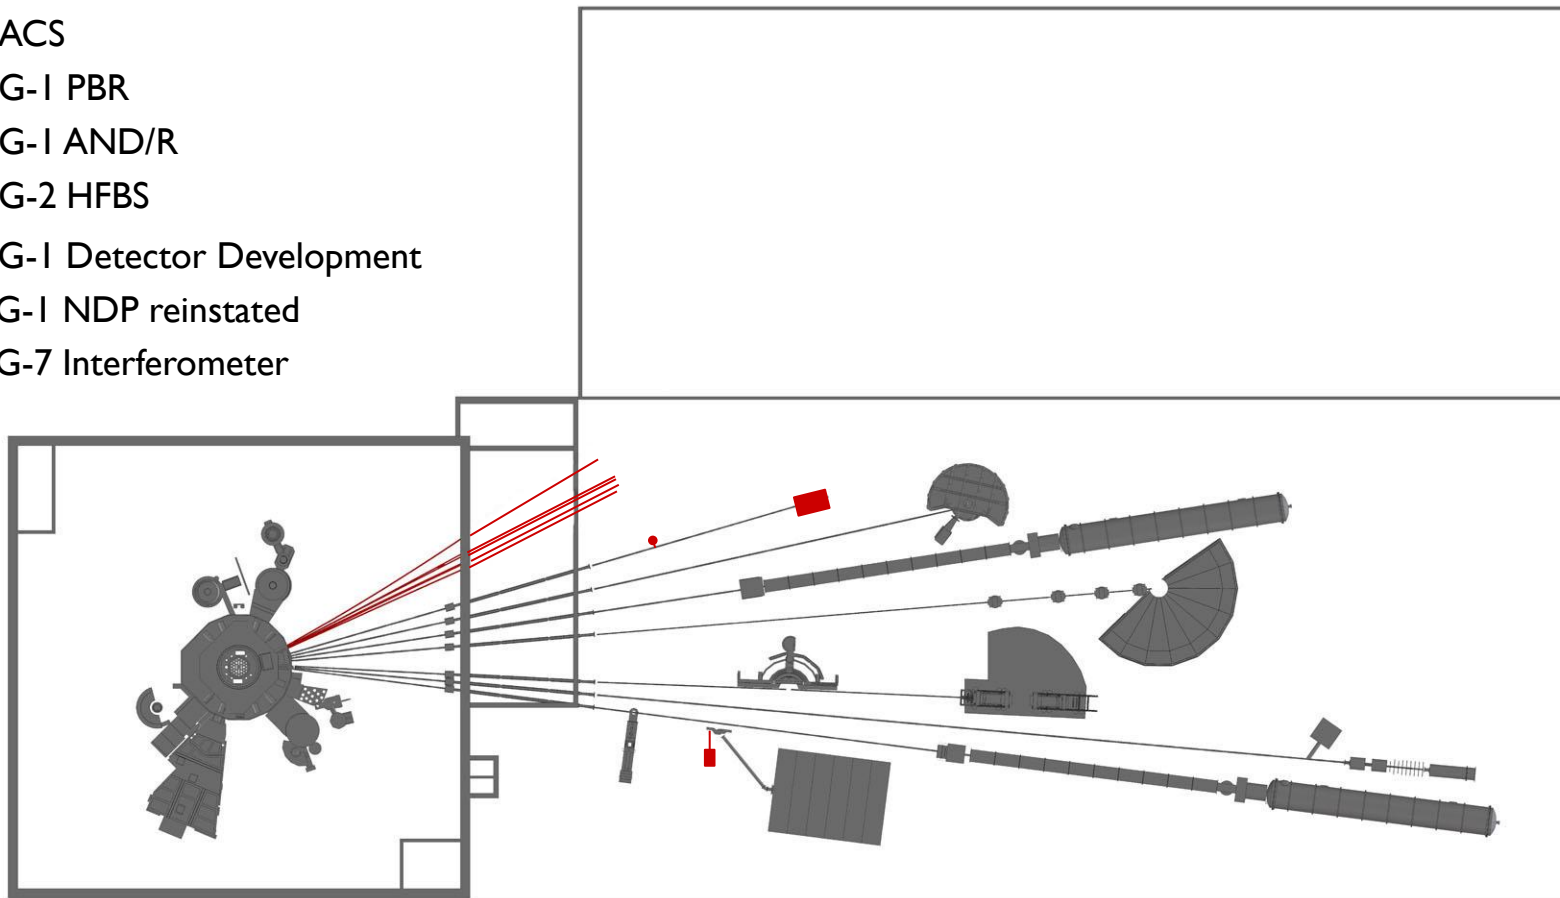 ACS
G-1 PBR
G-1 AND/R
G-2 HFBS
G-1 Detector Development
G-1 NDP reinstated
G-7 Interferometer